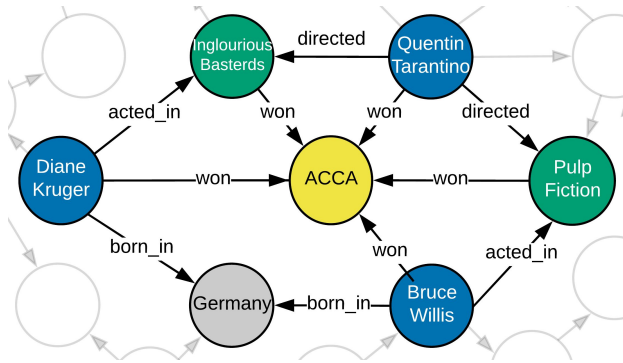 Inglourious
Basterds
directed
Quentin
Tarantino
acted_in
won
won
directed
Diane
Kruger
won
ACCA
won
Pulp
Fiction
born_in
won
acted_in
Germany
born_in
Bruce
Willis